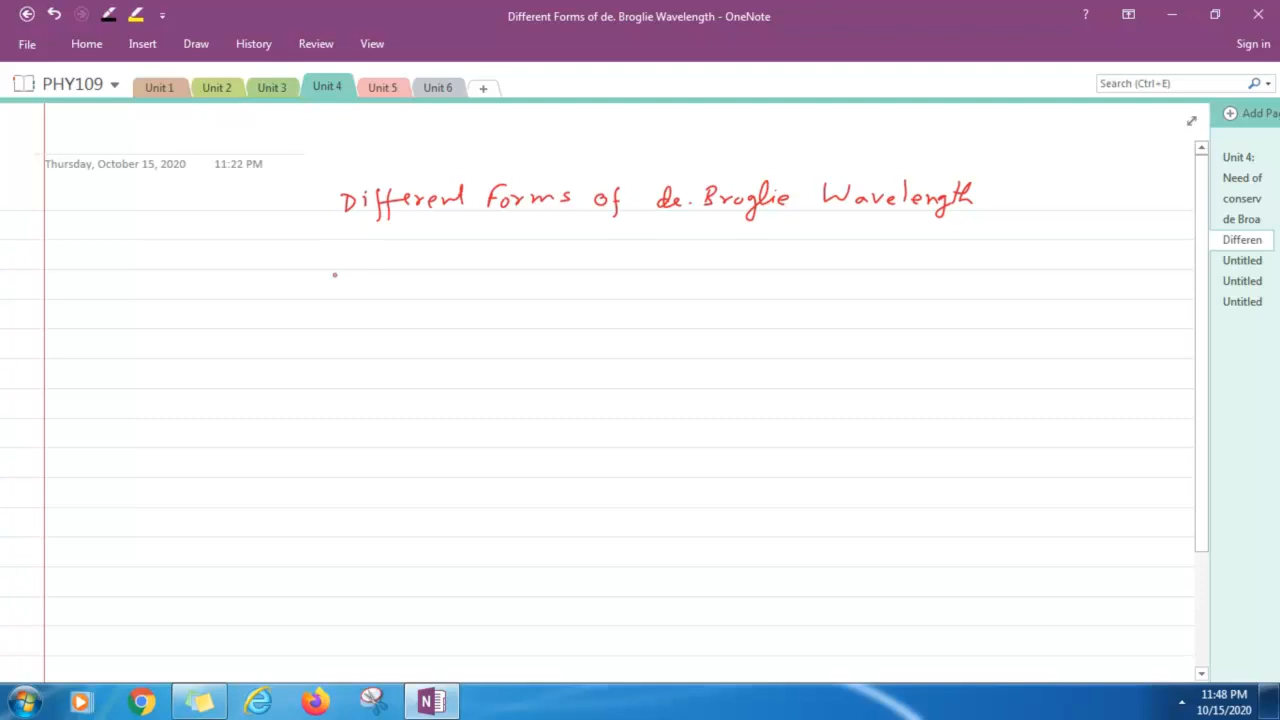 Different Forms of de. Broglie Wavelength - OneNote
?
File Home Insert Draw History Review View
Sign in
PHY109 Unit 1 Unit 2 Unit 3 Unit 4 Unit 5 Unit 6 +
Search (Ctrl+E)
Add Pa
Thursday, October 15, 2020 11:22 PM
Different Forms of de. Broglie Wavelength
Unit 4:
Need of
conserv
de Broa
Differen
Untitled
Untitled
Untitled
N
11:48 PM
10/15/2020